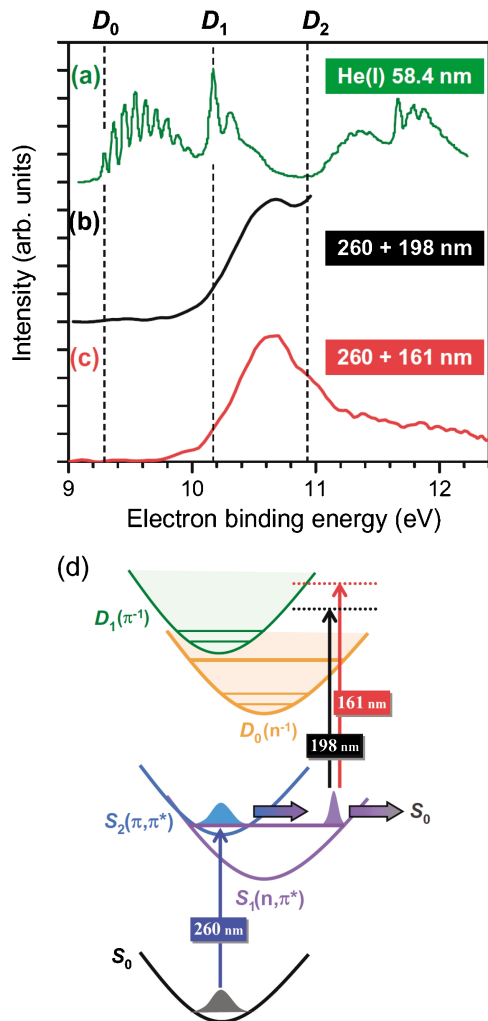 D₀ D₁ D₂
(a) He(I) 58.4 nm
(b) 260 + 198 nm
(c) 260 + 161 nm
Intensity (arb. units)
9 10 11 12
Electron binding energy (eV)
(d)
D₁(π⁻¹)
D₀(n⁻¹)
161 nm
198 nm
S₂(π,π*)
S₀
S₁(n,π*)
260 nm
S₀